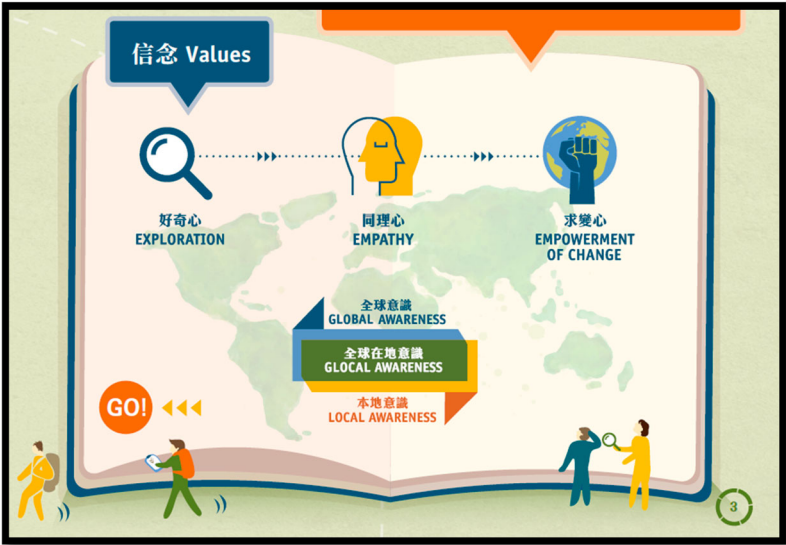 信念 Values
好奇心
EXPLORATION
同理心
EMPATHY
求變心
EMPOWERMENT
OF CHANGE
全球意識
GLOBAL AWARENESS
全球在地意識
GLOCAL AWARENESS
本地意識
LOCAL AWARENESS
GO!
3